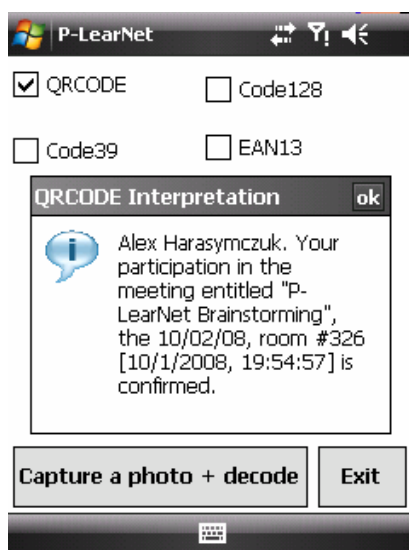 P-LearNet
QRCODE Code128
Code39 EAN13
QRCODE Interpretation ok
Alex Harasymczuk. Your
participation in the
meeting entitled "P-
LearNet Brainstorming",
the 10/02/08, room #326
[10/1/2008, 19:54:57] is
confirmed.
Capture a photo + decode Exit